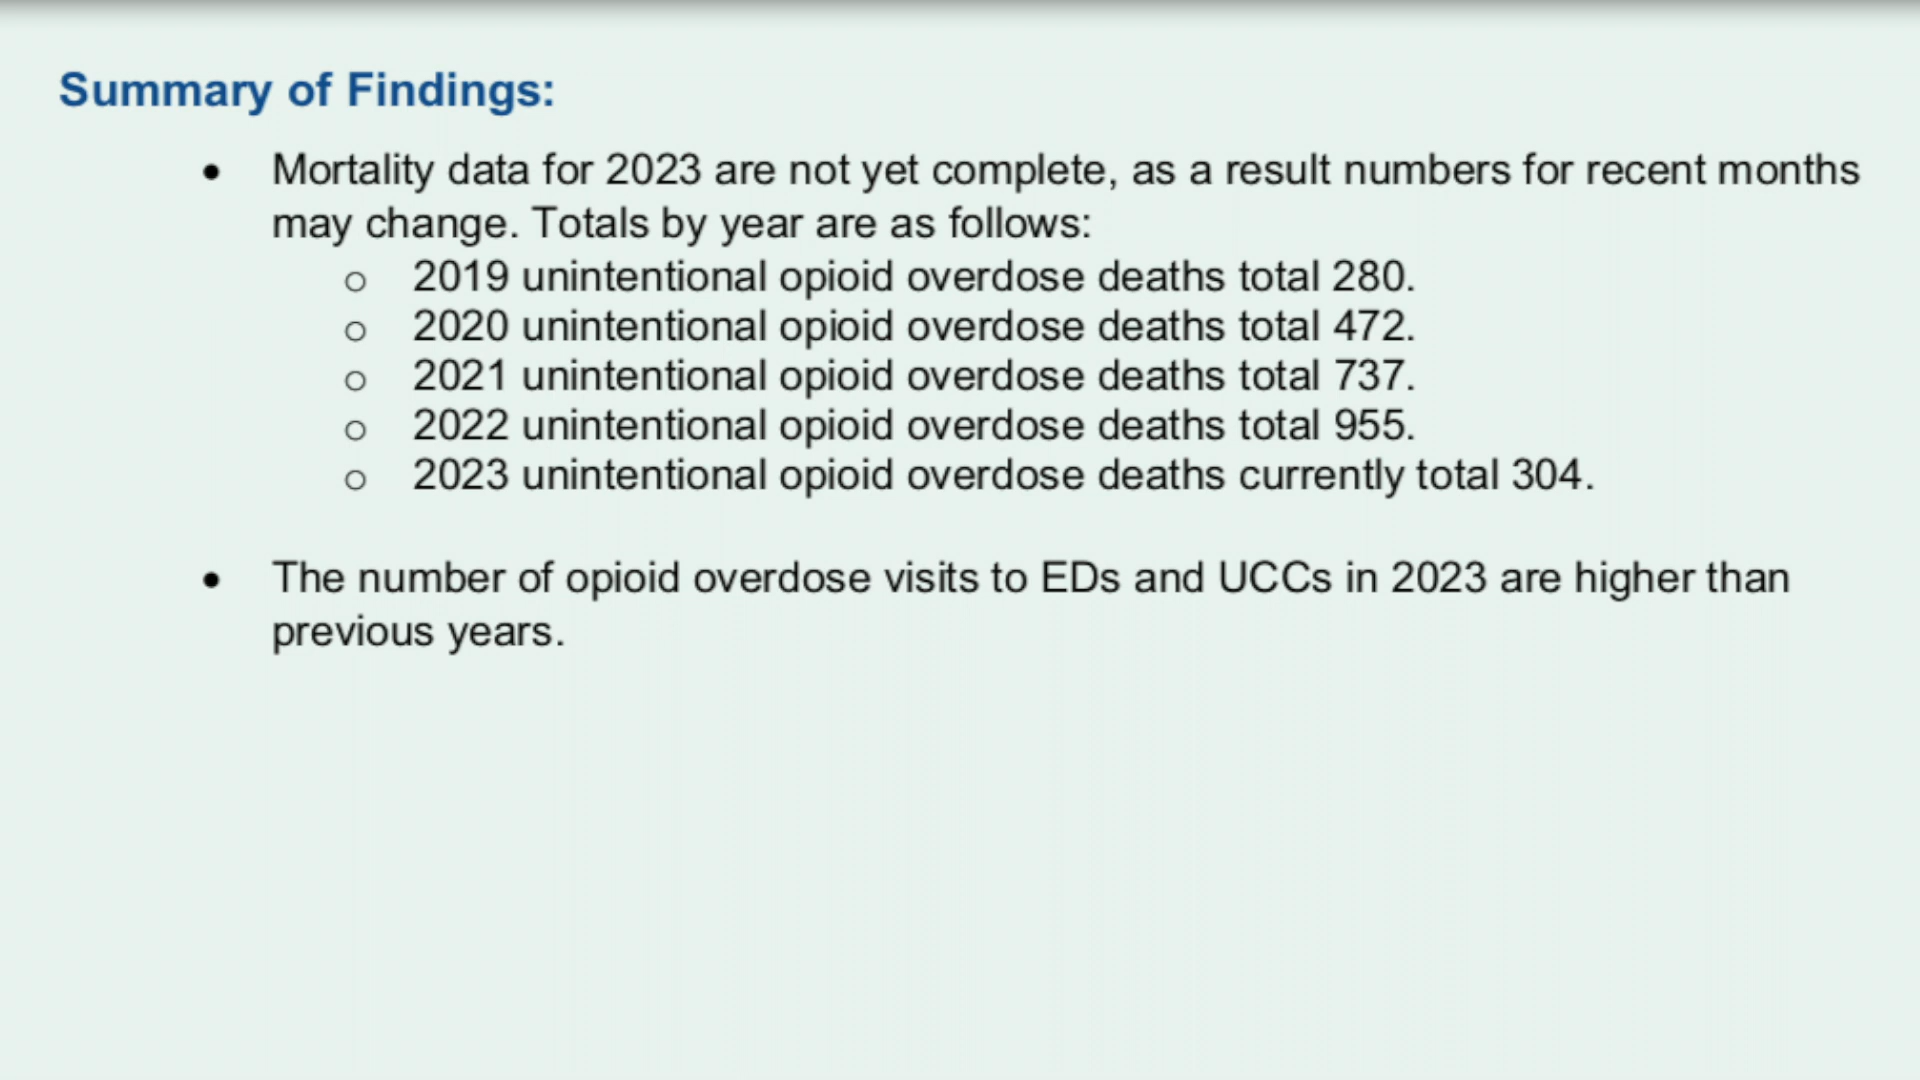 Summary of Findings:
• Mortality data for 2023 are not yet complete, as a result numbers for recent months
may change. Totals by year are as follows:
o 2019 unintentional opioid overdose deaths total 280.
o 2020 unintentional opioid overdose deaths total 472.
o 2021 unintentional opioid overdose deaths total 737.
o 2022 unintentional opioid overdose deaths total 955.
o 2023 unintentional opioid overdose deaths currently total 304.
• The number of opioid overdose visits to EDs and UCCs in 2023 are higher than
previous years.